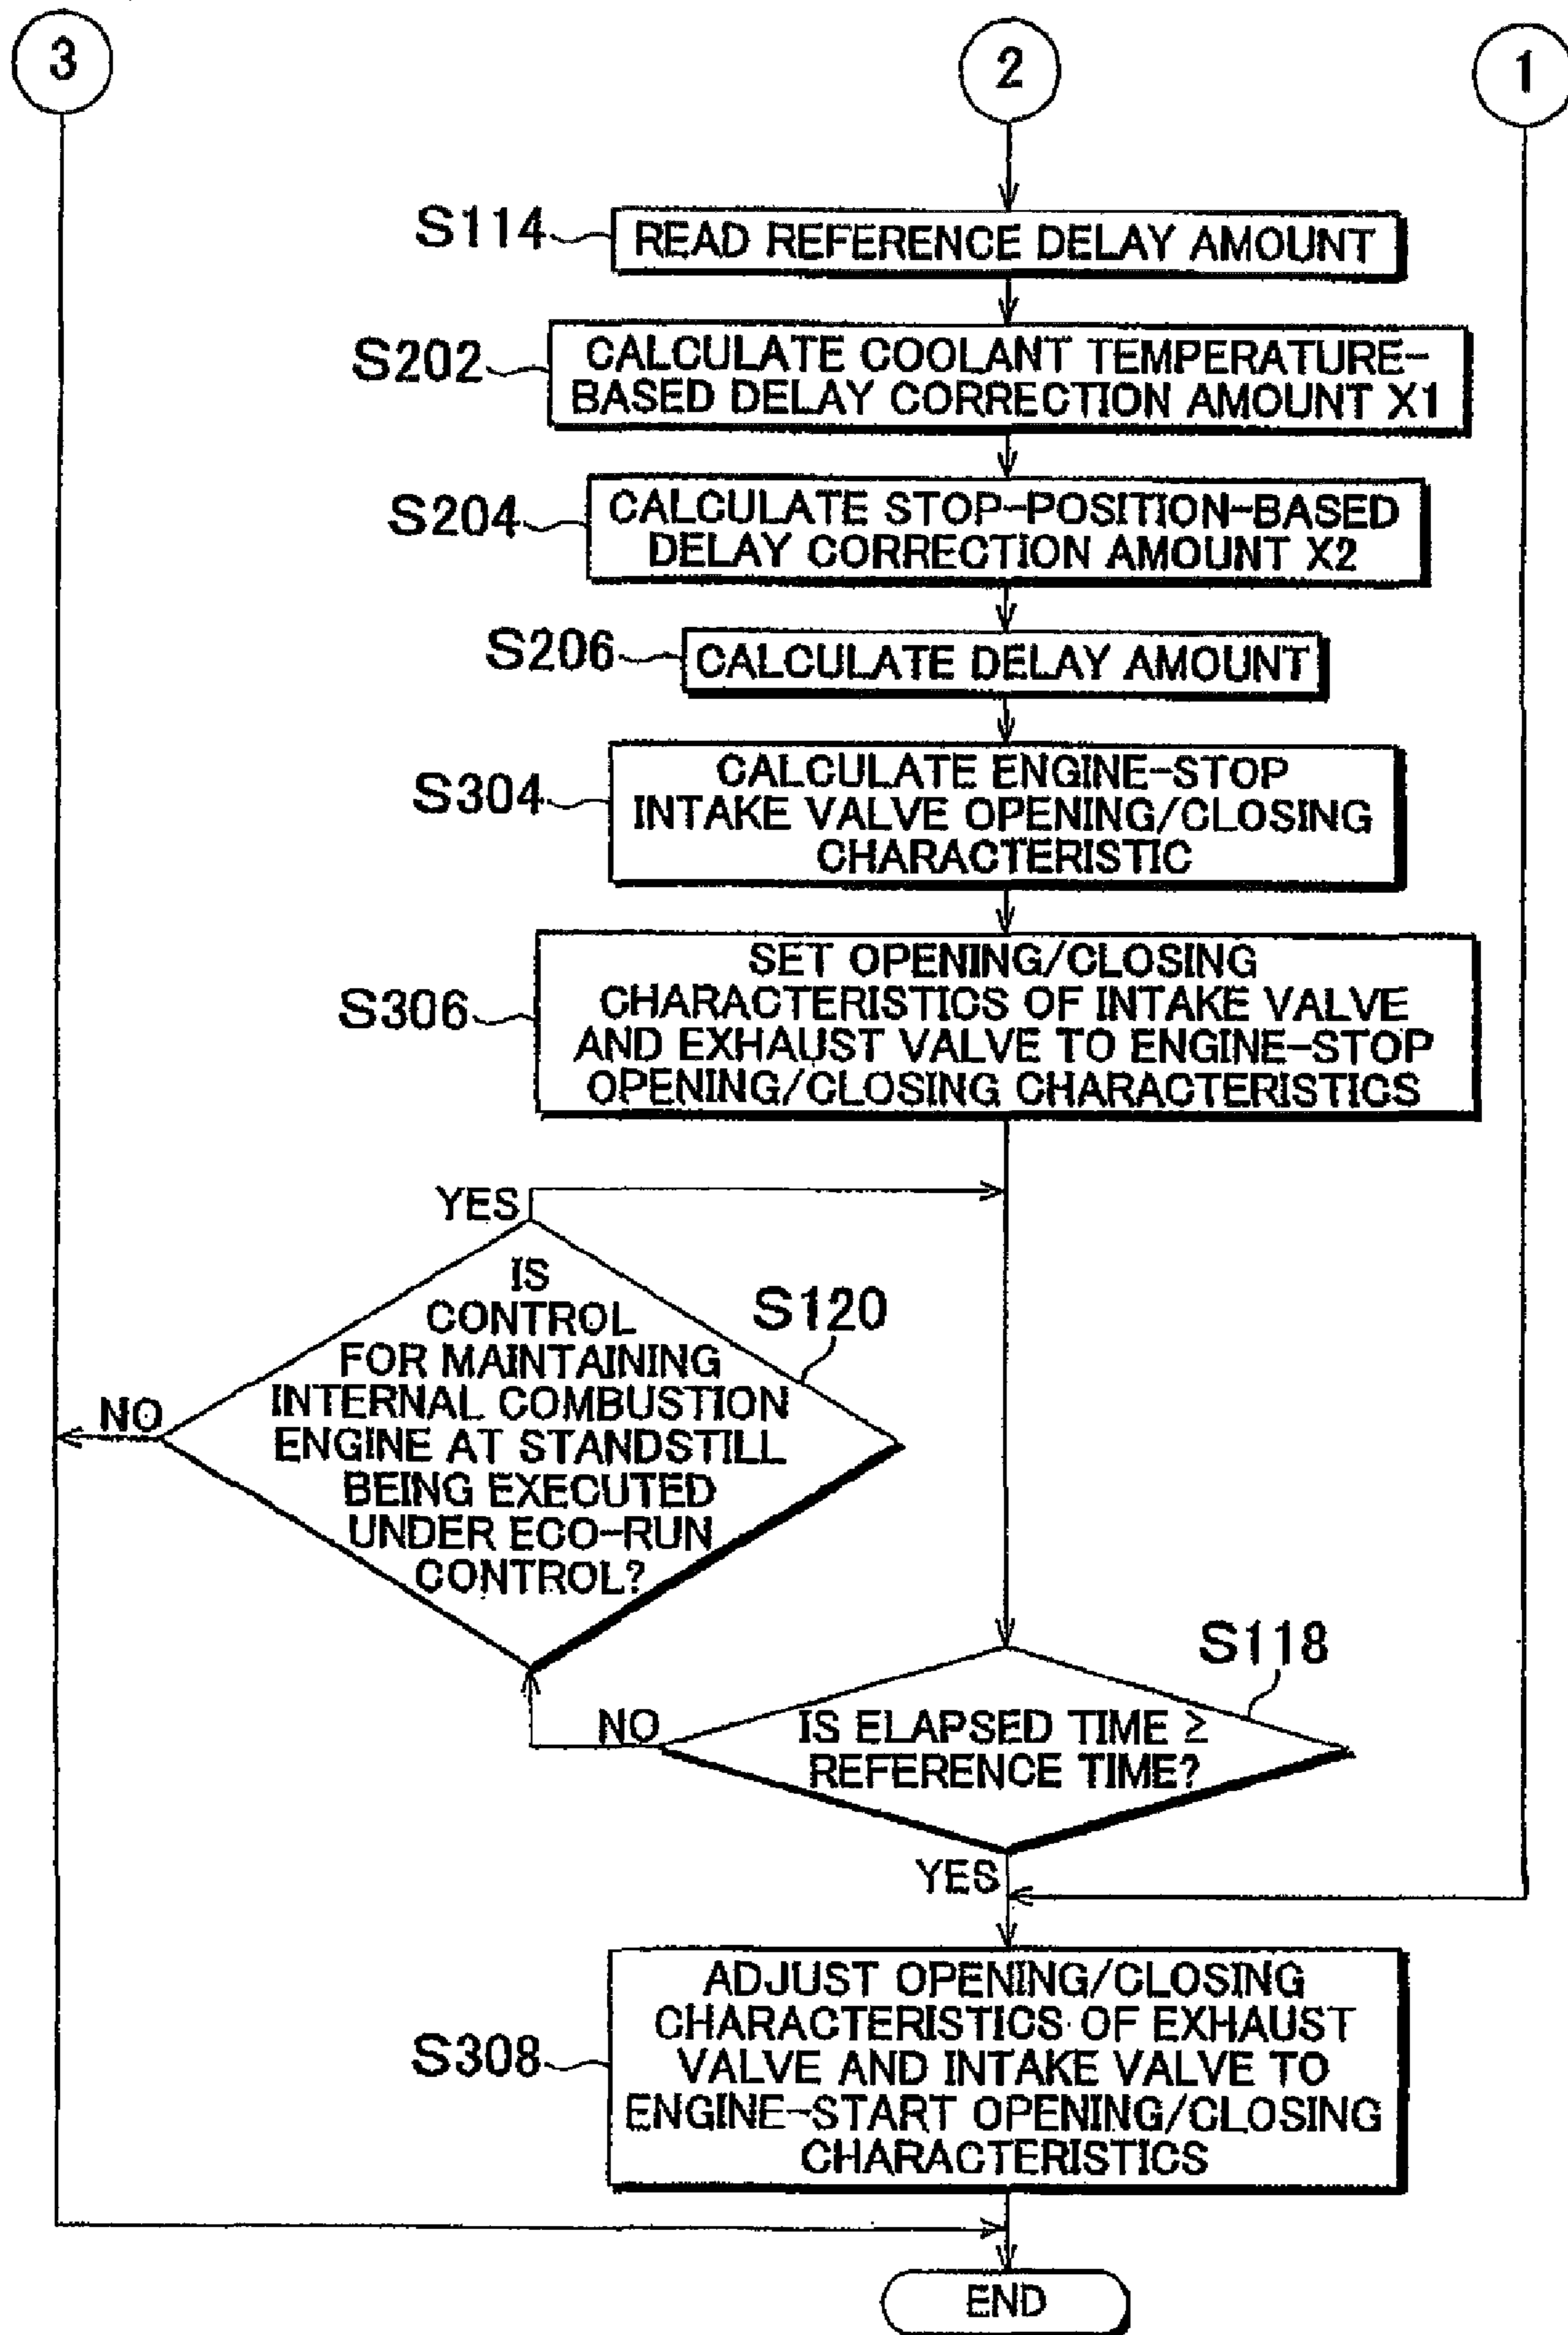 3
2
1
S114
READ REFERENCE DELAY AMOUNT
S202
CALCULATE COOLANT TEMPERATURE-
BASED DELAY CORRECTION AMOUNT X1
S204
CALCULATE STOP-POSITION-BASED
DELAY CORRECTION AMOUNT X2
S206
CALCULATE DELAY AMOUNT
S304
CALCULATE ENGINE-STOP
INTAKE VALVE OPENING/CLOSING
CHARACTERISTIC
S306
SET OPENING/CLOSING
CHARACTERISTICS OF INTAKE VALVE
AND EXHAUST VALVE TO ENGINE-STOP
OPENING/CLOSING CHARACTERISTICS
YES
IS
CONTROL
FOR MAINTAINING
INTERNAL COMBUSTION
ENGINE AT STANDSTILL
BEING EXECUTED
UNDER ECO-RUN
CONTROL?
S120
NO
S118
IS ELAPSED TIME ≥
REFERENCE TIME?
NO
YES
S308
ADJUST OPENING/CLOSING
CHARACTERISTICS OF EXHAUST
VALVE AND INTAKE VALVE TO
ENGINE-START OPENING/CLOSING
CHARACTERISTICS
END